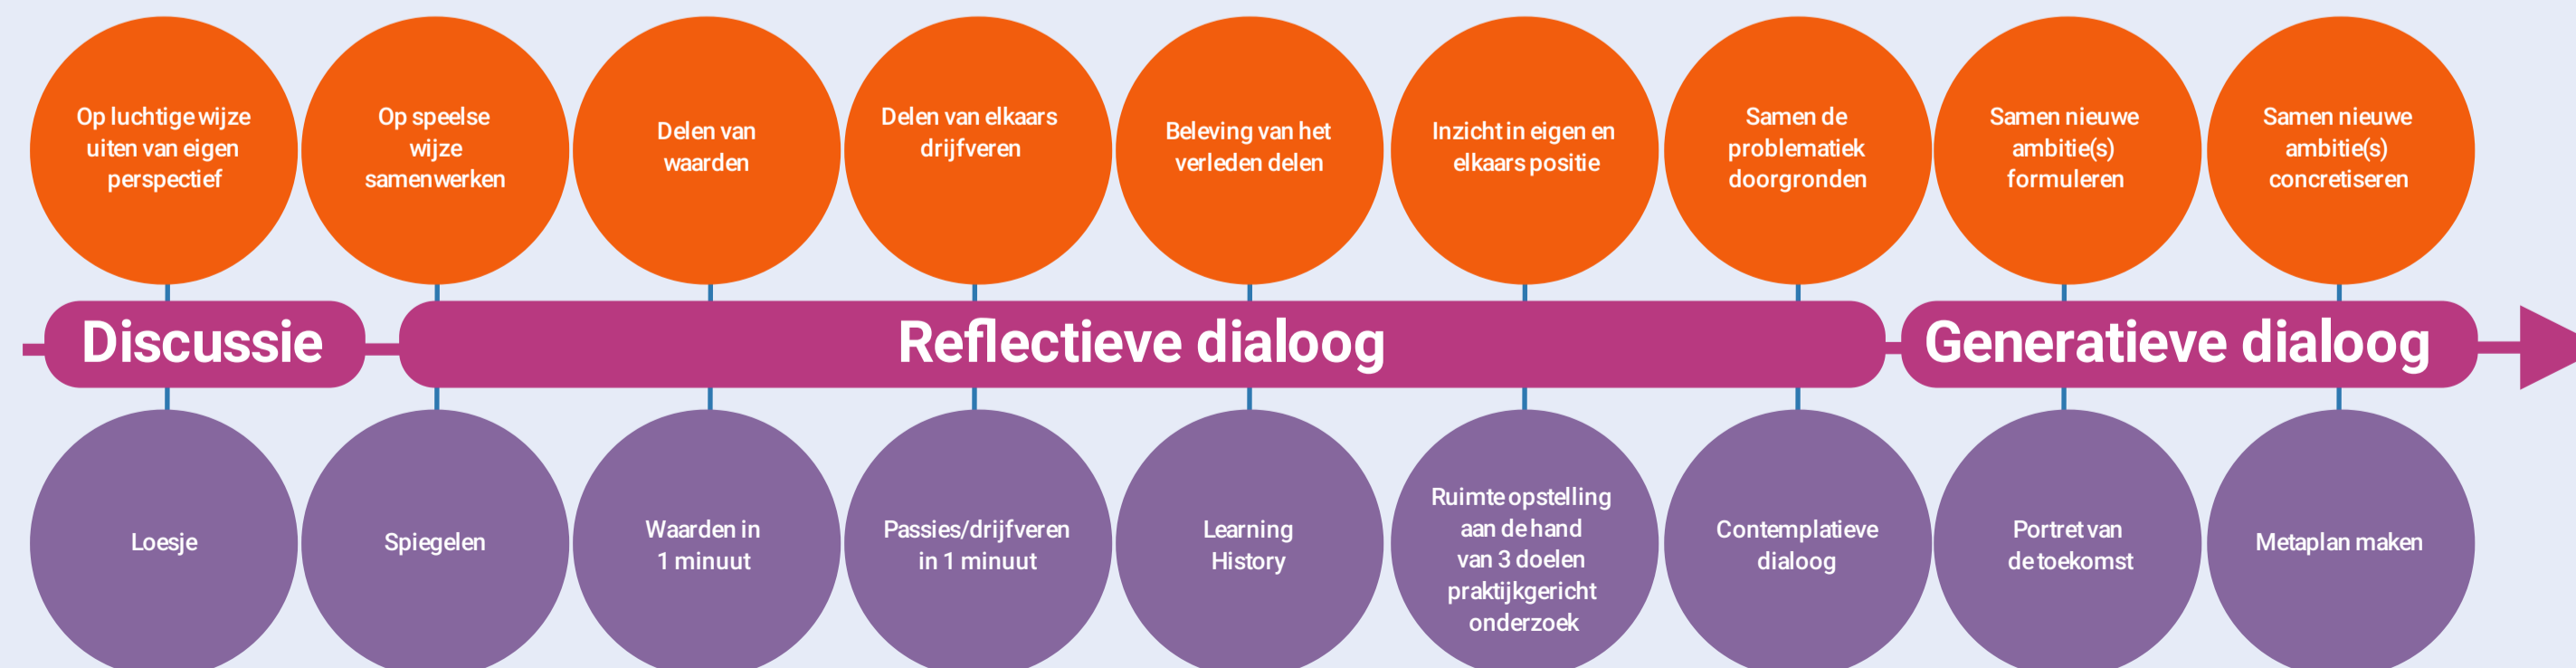 Op luchtige wijze
uiten van eigen
perspectief
Op speelse
wijze
samenwerken
Delen van
waarden
Delen van elkaars
drijfveren
Beleving van het
verleden delen
Inzicht in eigen en
elkaars positie
Samen de
problematiek
doorgronden
Samen nieuwe
ambitie(s)
formuleren
Samen nieuwe
ambitie(s)
concretiseren
Discussie
Reflectieve dialoog
Generatieve dialoog
Loesje
Spiegelen
Waarden in
1 minuut
Passies/drijfveren
in 1 minuut
Learning
History
Ruimte opstelling
aan de hand
van 3 doelen
praktijkgericht
onderzoek
Contemplatieve
dialoog
Portret van
de toekomst
Metaplan maken